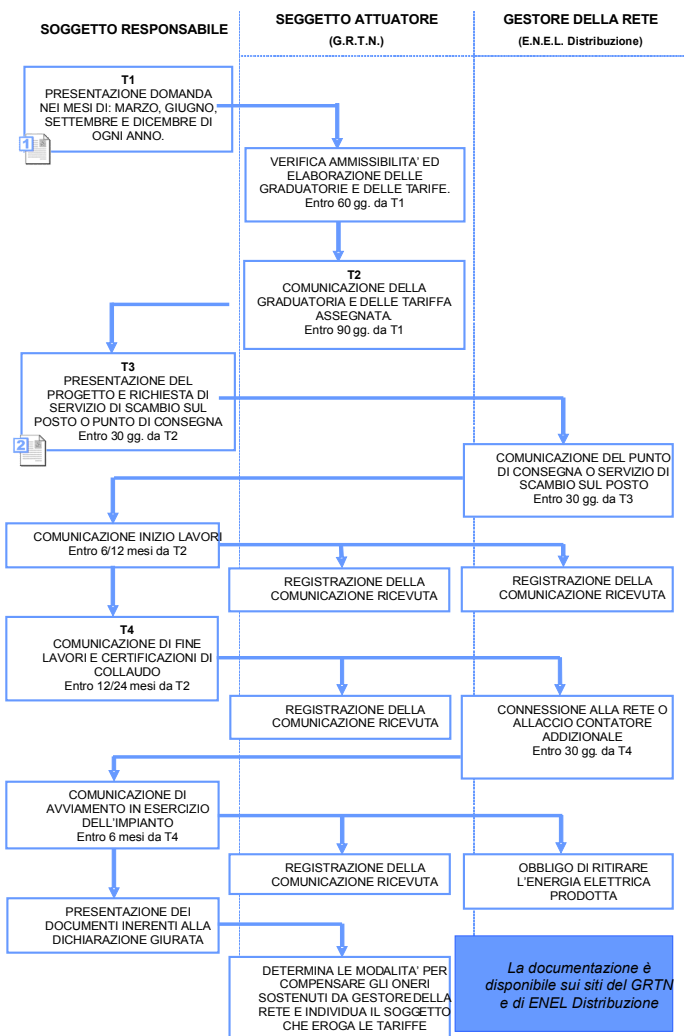 SOGGETTO RESPONSABILE
SEGGETTO ATTUATORE
(G.R.T.N.)
GESTORE DELLA RETE
(E.N.E.L. Distribuzione)
T1
PRESENTAZIONE DOMANDA
NEI MESI DI: MARZO, GIUGNO,
SETTEMBRE E DICEMBRE DI
OGNI ANNO.
1
VERIFICA AMMISSIBILITA' ED
ELABORAZIONE DELLE
GRADUATORIE E DELLE TARIFE.
Entro 60 gg. da T1
T2
COMUNICAZIONE DELLA
GRADUATORIA E DELLE TARIFFA
ASSEGNATA.
Entro 90 gg. da T1
T3
PRESENTAZIONE DEL
PROGETTO E RICHIESTA DI
SERVIZIO DI SCAMBIO SUL
POSTO O PUNTO DI CONSEGNA
Entro 30 gg. da T2
2
COMUNICAZIONE DEL PUNTO
DI CONSEGNA O SERVIZIO DI
SCAMBIO SUL POSTO
Entro 30 gg. da T3
COMUNICAZIONE INIZIO LAVORI
Entro 6/12 mesi da T2
REGISTRAZIONE DELLA
COMUNICAZIONE RICEVUTA
REGISTRAZIONE DELLA
COMUNICAZIONE RICEVUTA
T4
COMUNICAZIONE DI FINE
LAVORI E CERTIFICAZIONI DI
COLLAUDO
Entro 12/24 mesi da T2
REGISTRAZIONE DELLA
COMUNICAZIONE RICEVUTA
CONNESSIONE ALLA RETE O
ALLACCIO CONTATORE
ADDIZIONALE
Entro 30 gg. da T4
COMUNICAZIONE DI
AVVIAMENTO IN ESERCIZIO
DELL'IMPIANTO
Entro 6 mesi da T4
REGISTRAZIONE DELLA
COMUNICAZIONE RICEVUTA
OBBLIGO DI RITIRARE
L'ENERGIA ELETTRICA
PRODOTTA
PRESENTAZIONE DEI
DOCUMENTI INERENTI ALLA
DICHIARAZIONE GIURATA
DETERMINA LE MODALITA' PER
COMPENSARE GLI ONERI
SOSTENUTI DA GESTORE DELLA
RETE E INDIVIDUA IL SOGGETTO
CHE EROGA LE TARIFFE
La documentazione è
disponibile sui siti del GRTN
e di ENEL Distribuzione